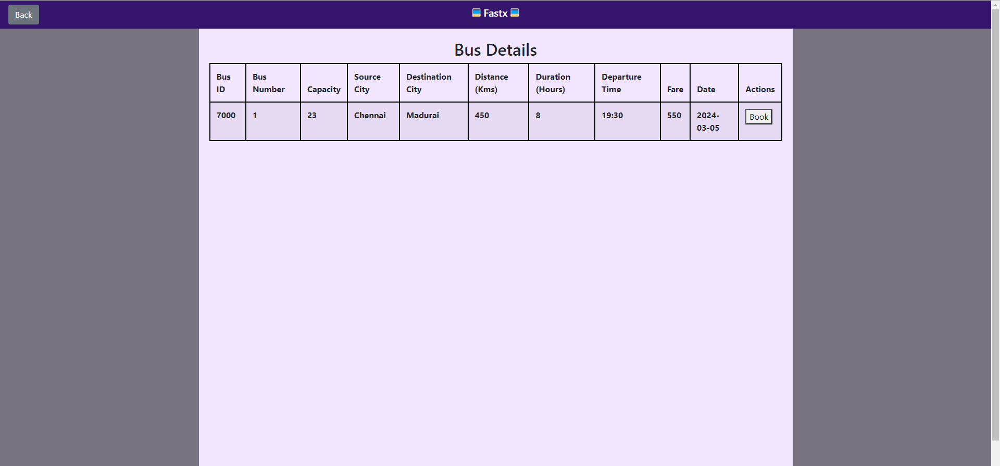 Back
Fastx
Bus Details
Bus ID
Bus Number
Capacity
Source City
Destination City
Distance (Kms)
Duration (Hours)
Departure Time
Fare
Date
Actions
7000
1
23
Chennai
Madurai
450
8
19:30
550
2024-
03-05
Book